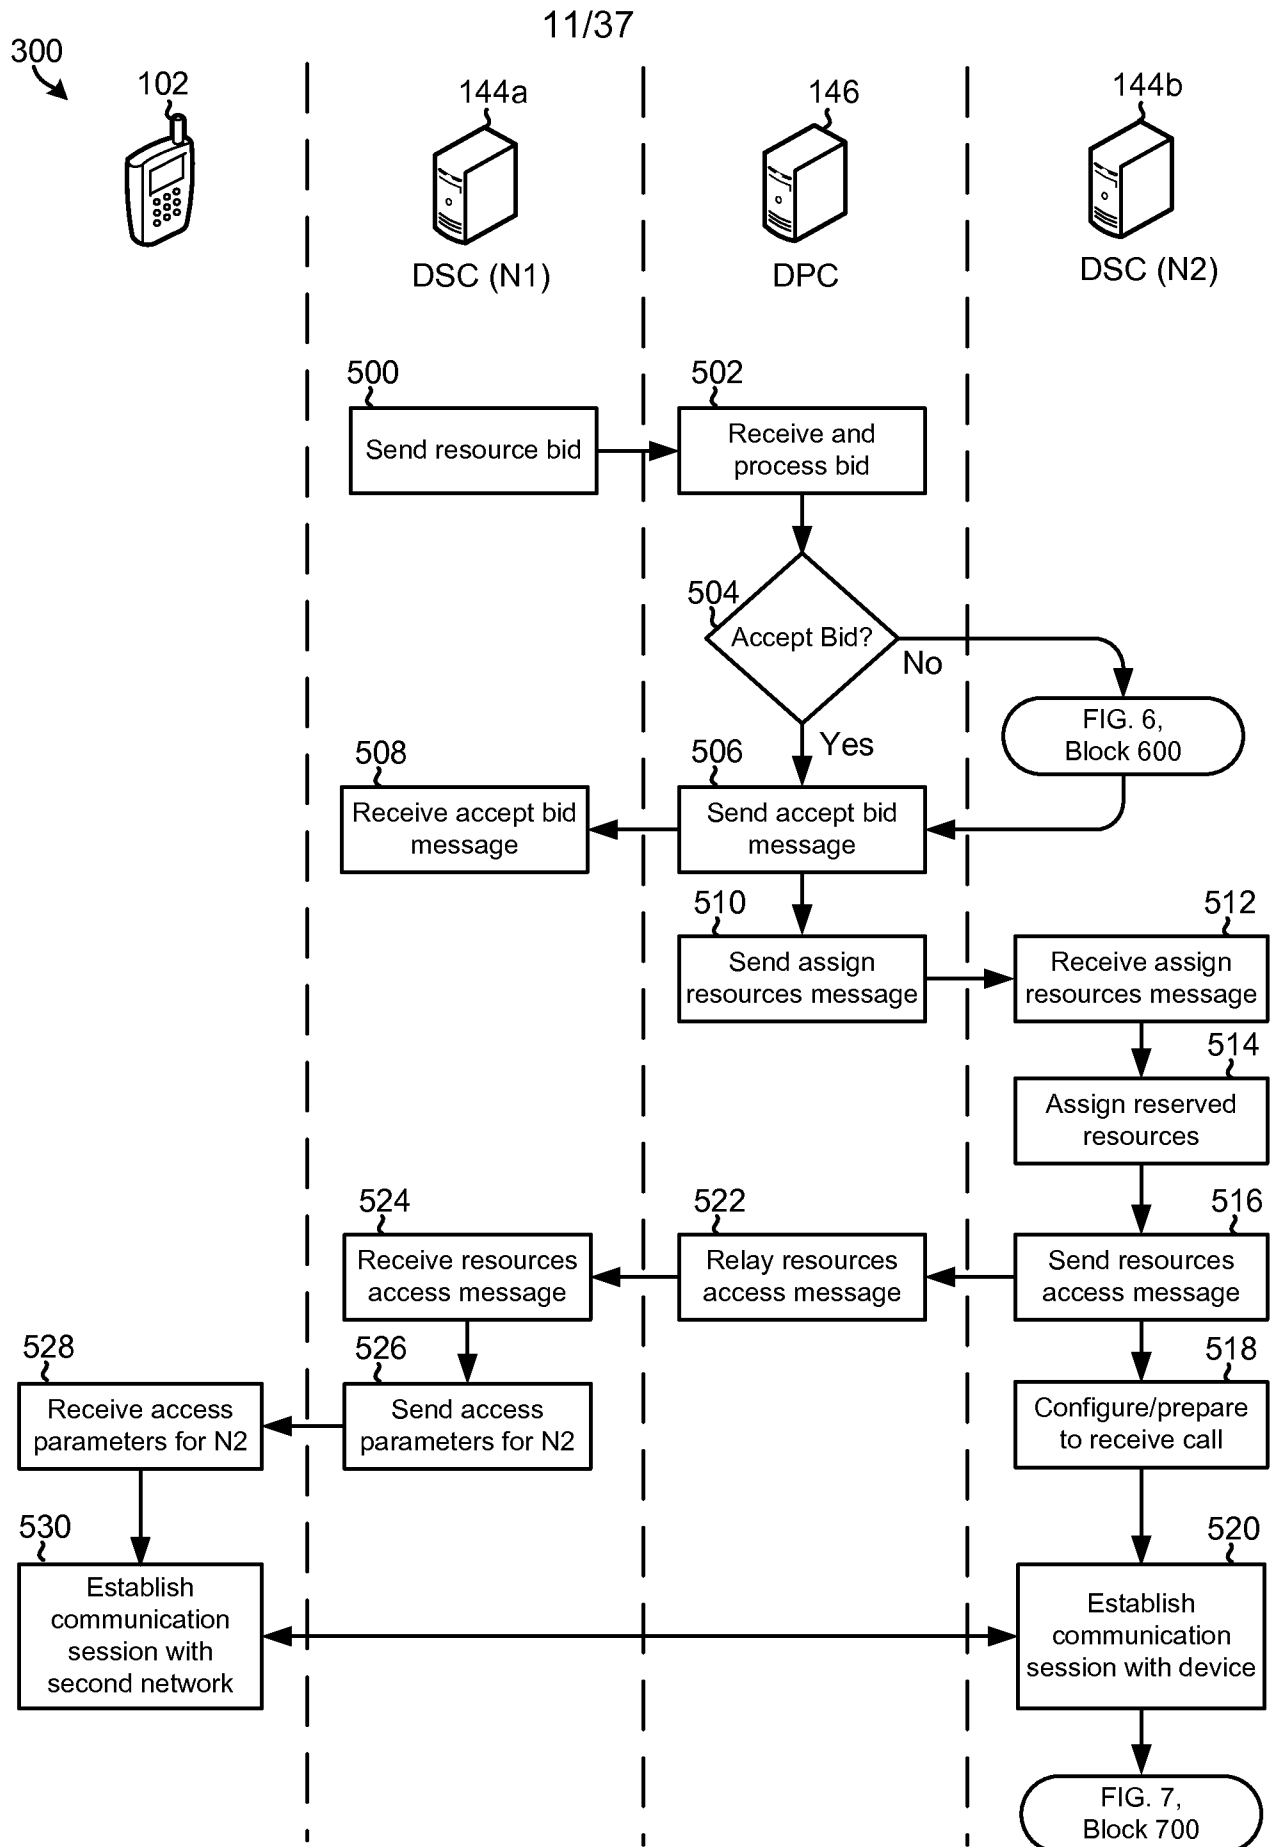 11/37
300
102
144a
146
144b
DSC (N1)
DPC
DSC (N2)
500
502
Send resource bid
Receive and
process bid
504
Accept Bid?
No
FIG. 6,
Block 600
Yes
508
506
Receive accept bid
message
Send accept bid
message
510
512
Send assign
resources message
Receive assign
resources message
514
Assign reserved
resources
524
522
516
Receive resources
access message
Relay resources
access message
Send resources
access message
528
526
518
Receive access
parameters for N2
Send access
parameters for N2
Configure/prepare
to receive call
530
520
Establish
communication
session with
second network
Establish
communication
session with device
FIG. 7,
Block 700